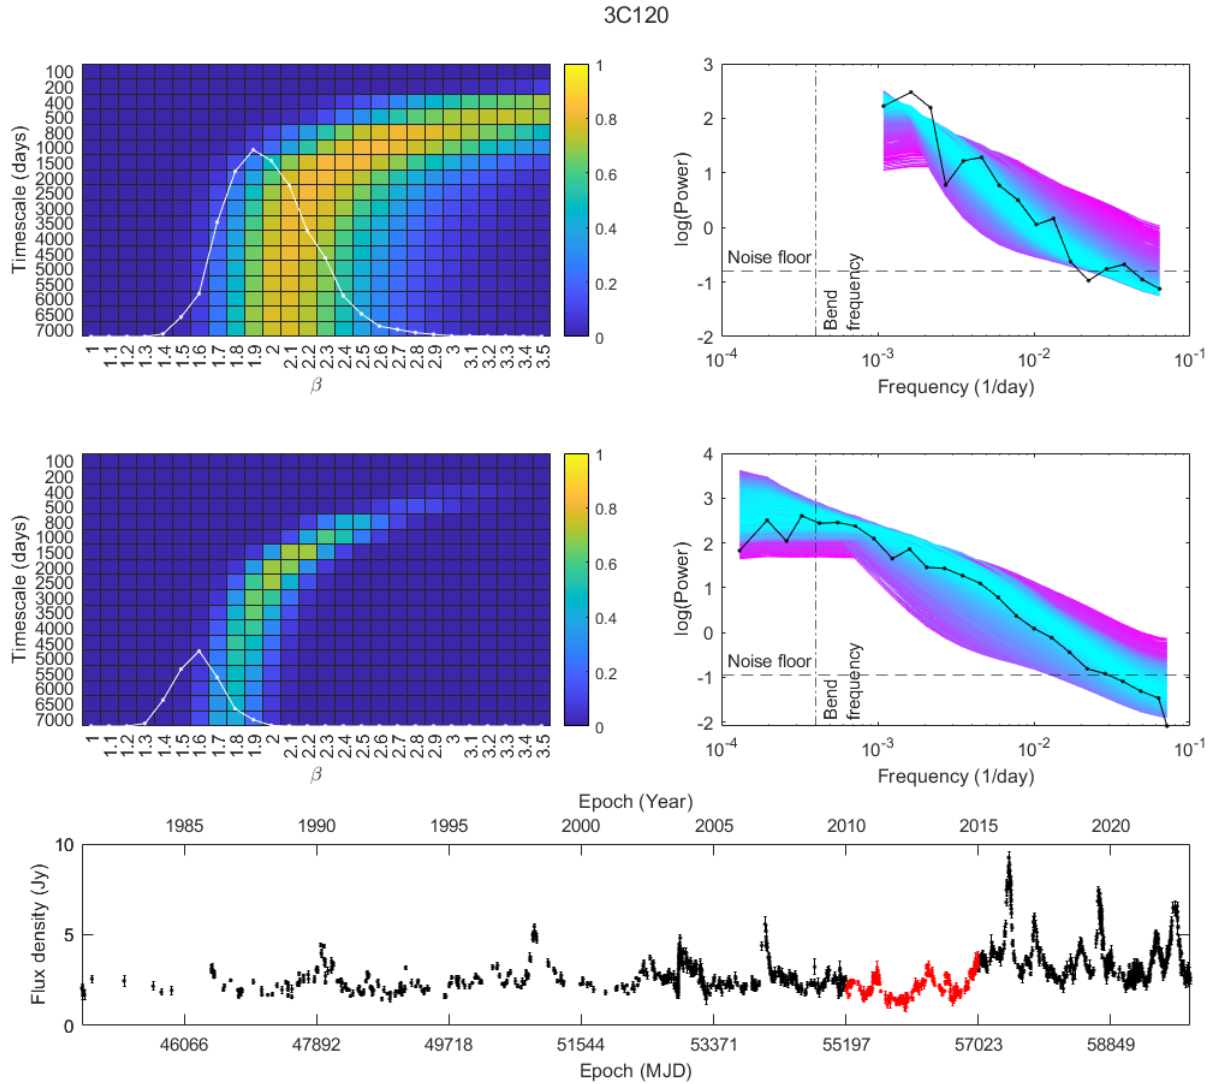 3C120
Timescale (days)
100
200
400
500
800
1000
1500
2000
2500
3000
3500
4000
4500
5000
5500
6000
6500
7000
1 1.1 1.2 1.3 1.4 1.5 1.6 1.7 1.8 1.9 2 2.1 2.2 2.3 2.4 2.5 2.6 2.7 2.8 2.9 3 3.1 3.2 3.3 3.4 3.5
β
1
0.8
0.6
0.4
0.2
0
log(Power)
3
2
1
0
-1
-2
Noise floor
Bend
frequency
10-4 10-3 10-2 10-1
Frequency (1/day)
Timescale (days)
100
200
400
500
800
1000
1500
2000
2500
3000
3500
4000
4500
5000
5500
6000
6500
7000
1 1.1 1.2 1.3 1.4 1.5 1.6 1.7 1.8 1.9 2 2.1 2.2 2.3 2.4 2.5 2.6 2.7 2.8 2.9 3 3.1 3.2 3.3 3.4 3.5
β
1
0.8
0.6
0.4
0.2
0
log(Power)
4
3
2
1
0
-1
-2
Noise floor
Bend
frequency
10-4 10-3 10-2 10-1
Frequency (1/day)
Epoch (Year)
1985 1990 1995 2000 2005 2010 2015 2020
Flux density (Jy)
10
5
0
46066 47892 49718 51544 53371 55197 57023 58849
Epoch (MJD)